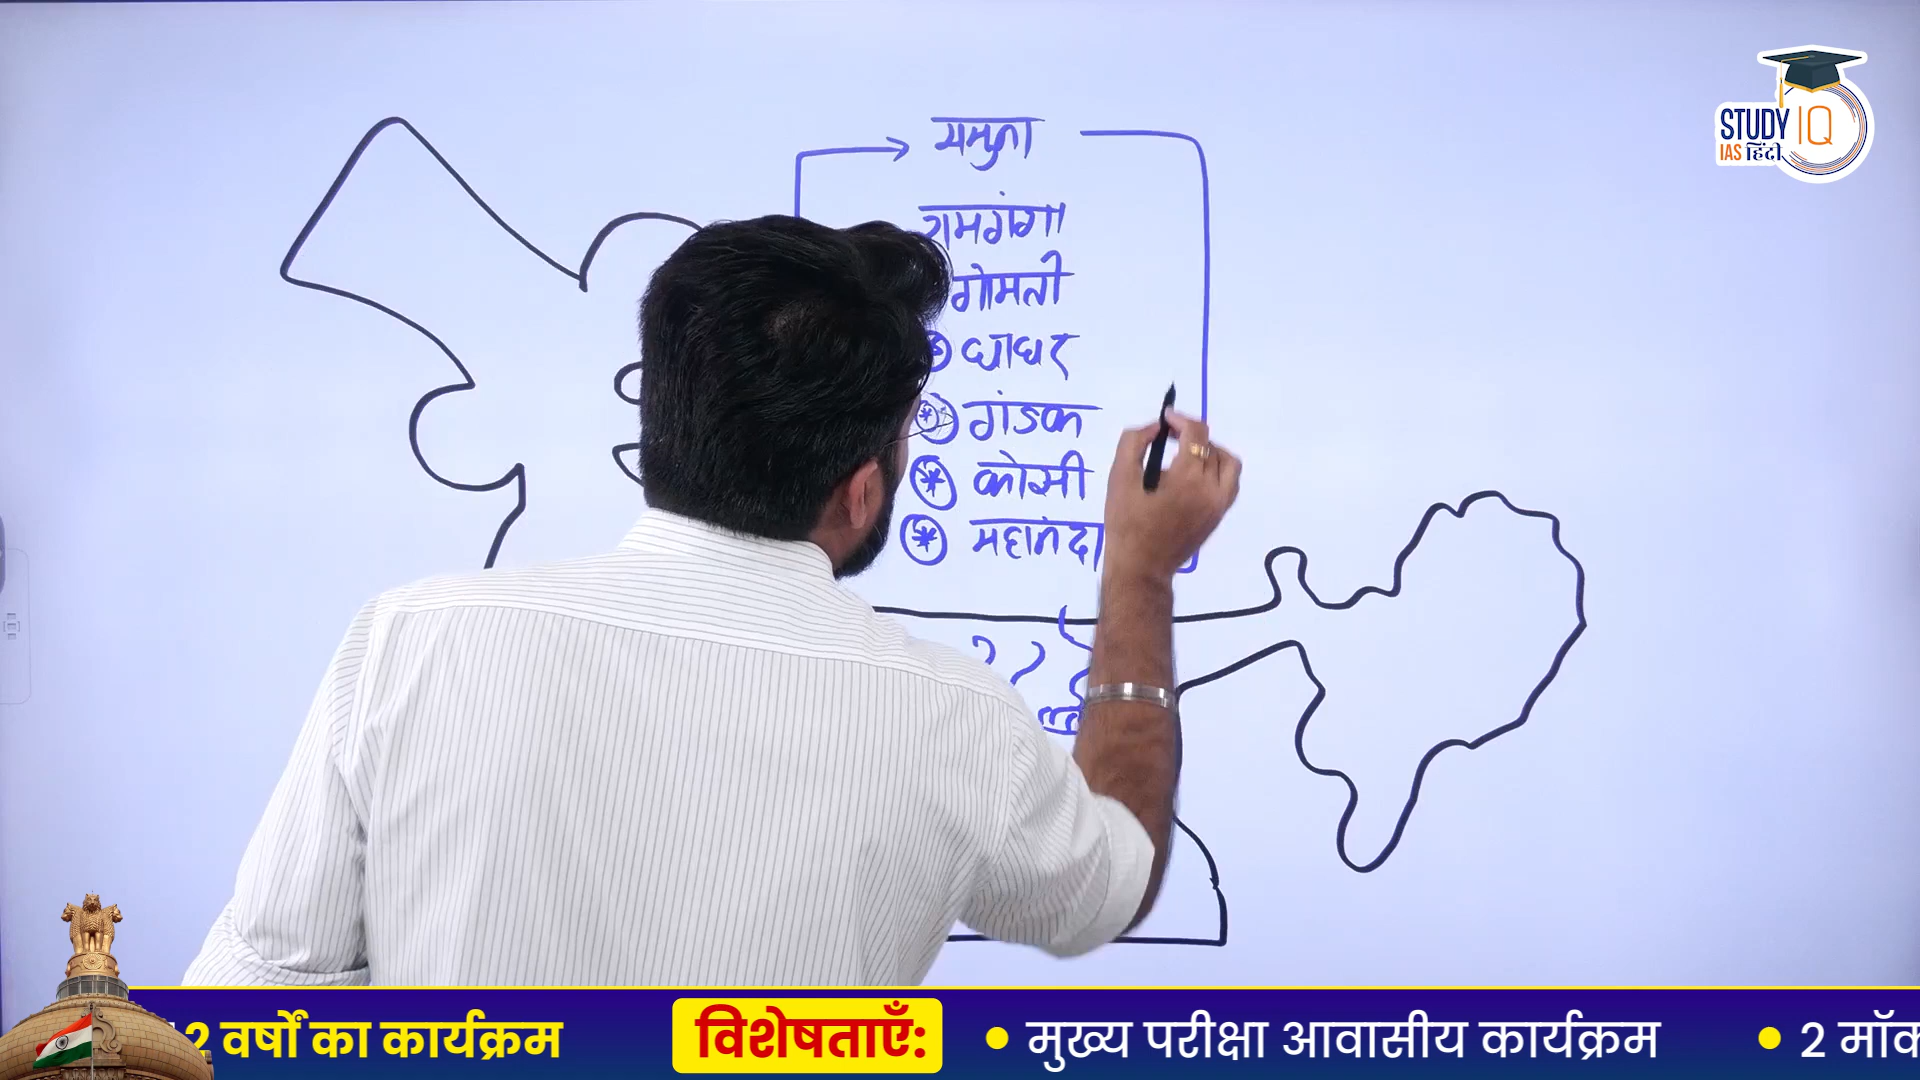 यमुना
रामगंगा
गोमती
घाघर
गंडक
कोसी
महानंदा
STUDY IQ
IAS हिंदी
2 वर्षों का कार्यक्रम
विशेषताएँ:
• मुख्य परीक्षा आवासीय कार्यक्रम
• 2 मॉक